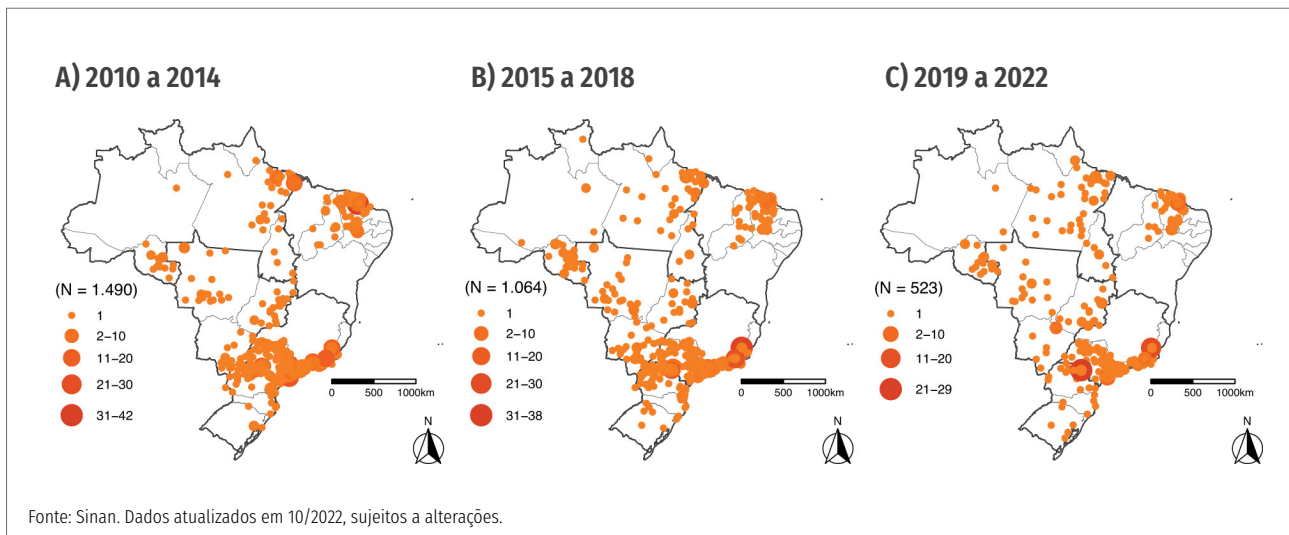 A) 2010 a 2014
(N = 1.490)
1
2–10
11–20
21–30
31–42
0 500 1000km
N
B) 2015 a 2018
(N = 1.064)
1
2–10
11–20
21–30
31–38
0 500 1000km
N
C) 2019 a 2022
(N = 523)
1
2–10
11–20
21–29
0 500 1000km
N
Fonte: Sinan. Dados atualizados em 10/2022, sujeitos a alterações.